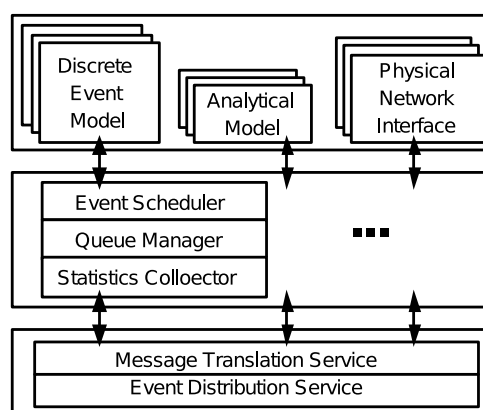 Discrete
Event
Model
Analytical
Model
Physical
Network
Interface
Event Scheduler
Queue Manager
Statistics Colloector
...
Message Translation Service
Event Distribution Service